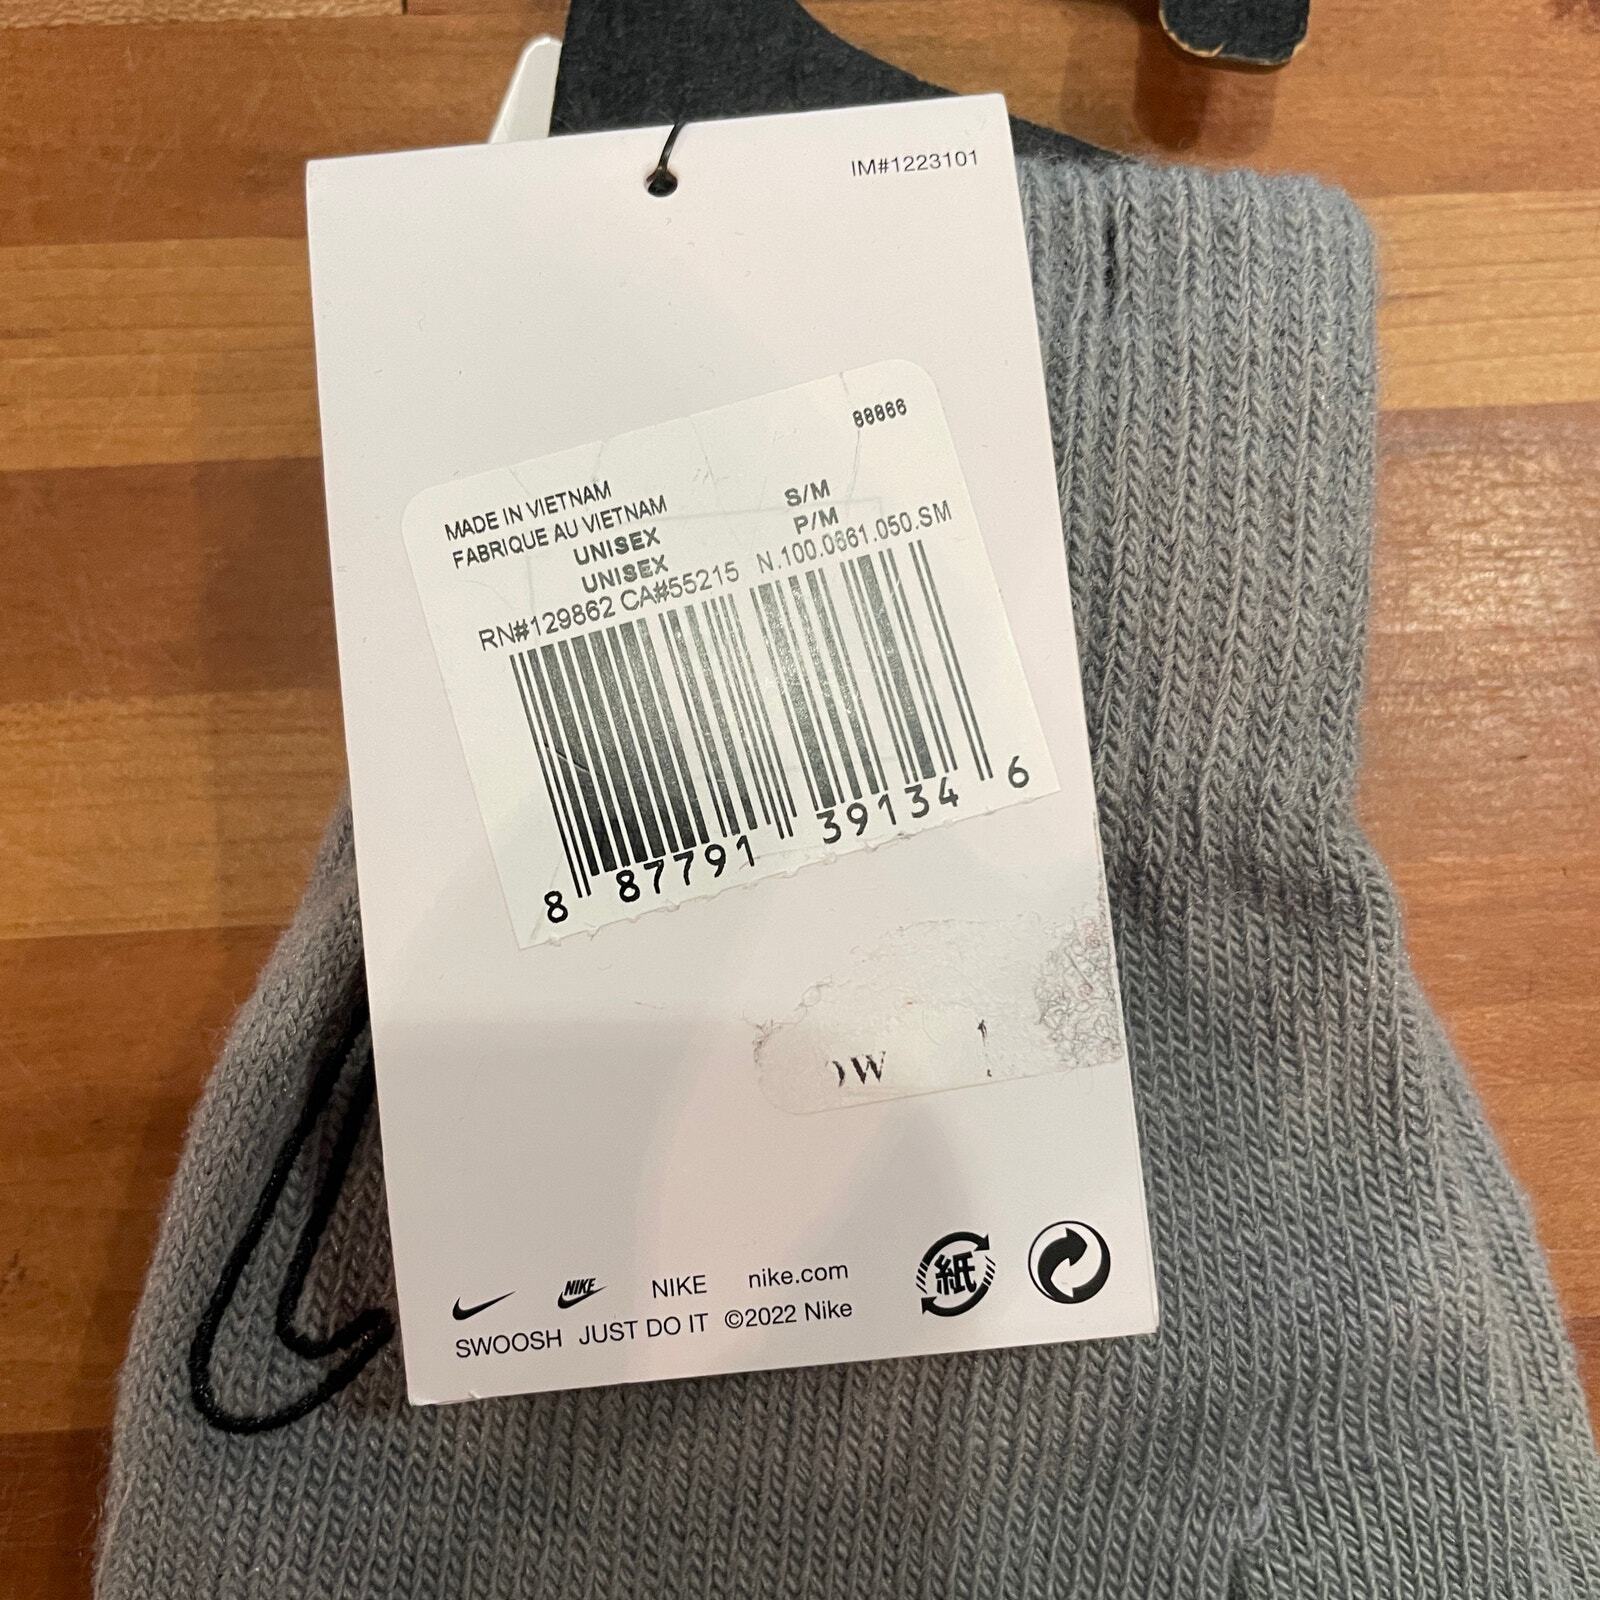 IM#1223101
88866
MADE IN VIETNAM
FABRIQUE AU VIETNAM
UNISEX
UNISEX
S/M
P/M
RN#129862 CA#55215 N.100.0661.050.SM
8 87791 39134 6
NIKE NIKE nike.com
SWOOSH JUST DO IT ©2022 Nike
紙